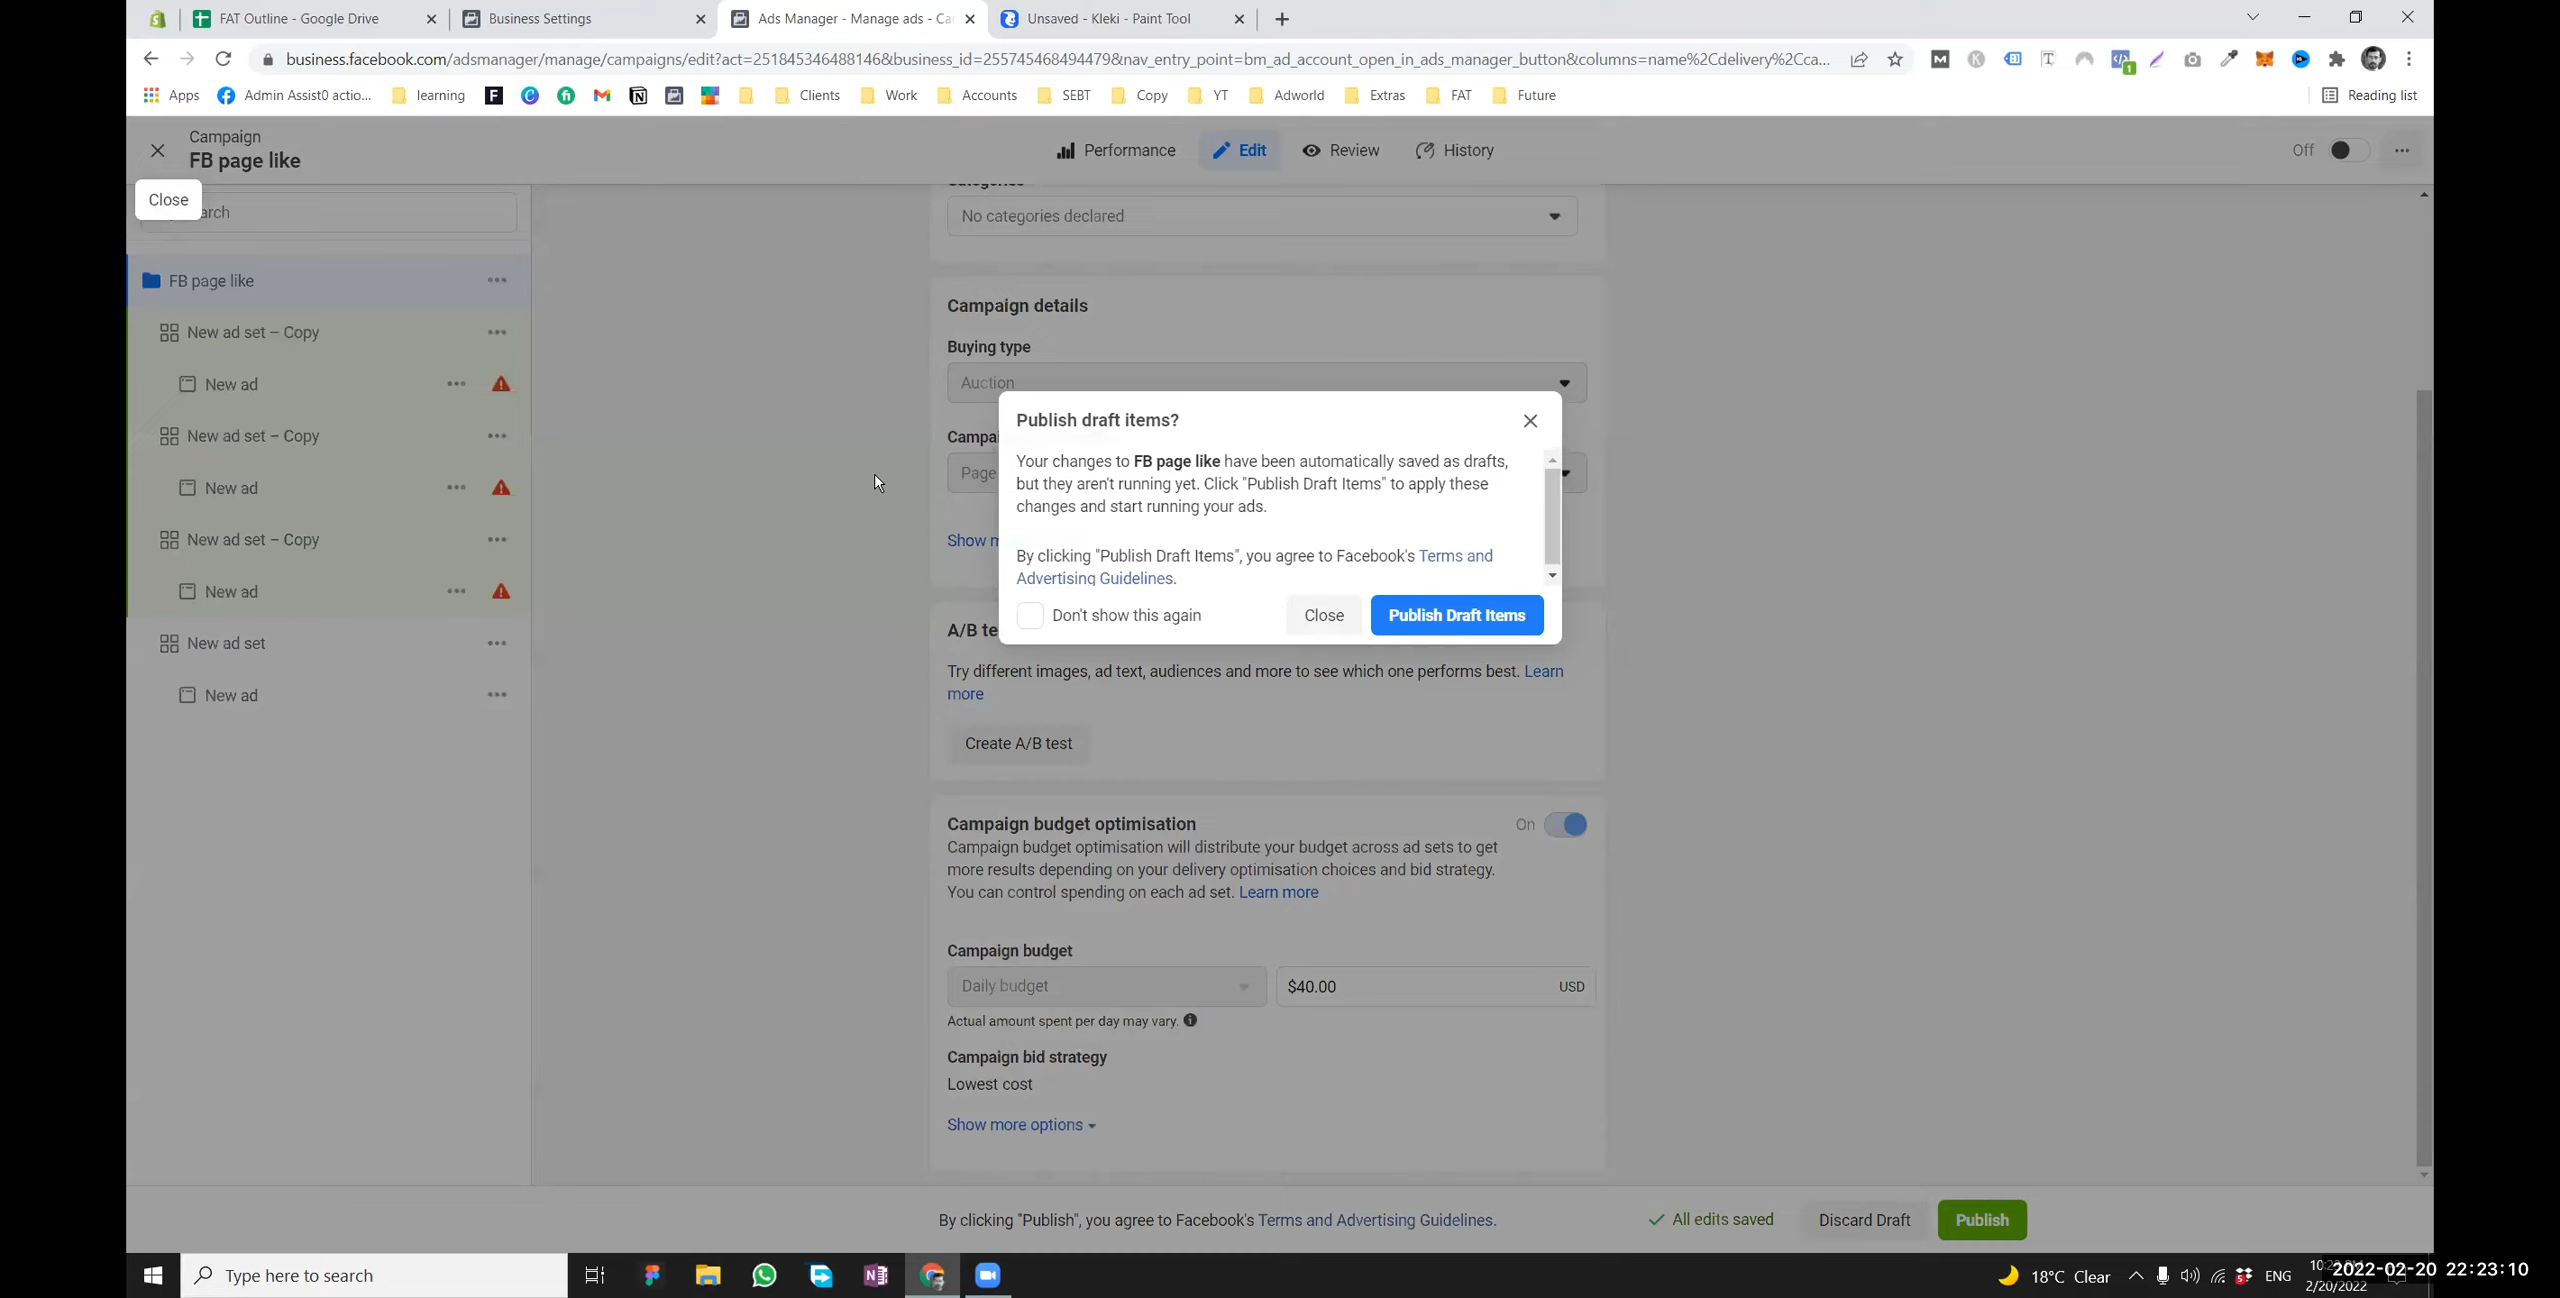 FAT Outline - Google Drive
Business Settings
Ads Manager - Manage ads - Ca
Unsaved - Kleki - Paint Tool
business.facebook.com/adsmanager/manage/campaigns/edit?act=251845346488146&business_id=255745468494479&nav_entry_point=bm_ad_account_open_in_ads_manager_button&columns=name%2Cdelivery%2Cca...
Apps
Admin Assist0 actio...
learning
Clients
Work
Accounts
SEBT
Copy
YT
Adworld
Extras
FAT
Future
Reading list
Campaign
FB page like
Performance
Edit
Review
History
Off
Close
arch
FB page like
New ad set – Copy
New ad
New ad set – Copy
New ad
New ad set – Copy
New ad
New ad set
New ad
Categories
No categories declared
Campaign details
Buying type
Auction
Campai
Page
Show m
Publish draft items?
Your changes to FB page like have been automatically saved as drafts,
but they aren't running yet. Click "Publish Draft Items" to apply these
changes and start running your ads.
By clicking "Publish Draft Items", you agree to Facebook's Terms and
Advertising Guidelines.
Don't show this again
Close
Publish Draft Items
A/B te
Try different images, ad text, audiences and more to see which one performs best. Learn
more
Create A/B test
Campaign budget optimisation
On
Campaign budget optimisation will distribute your budget across ad sets to get
more results depending on your delivery optimisation choices and bid strategy.
You can control spending on each ad set. Learn more
Campaign budget
Daily budget
$40.00
USD
Actual amount spent per day may vary.
Campaign bid strategy
Lowest cost
Show more options
By clicking "Publish", you agree to Facebook's Terms and Advertising Guidelines.
All edits saved
Discard Draft
Publish
Type here to search
18°C Clear
ENG
2022-02-20 22:23:10
2/20/2022